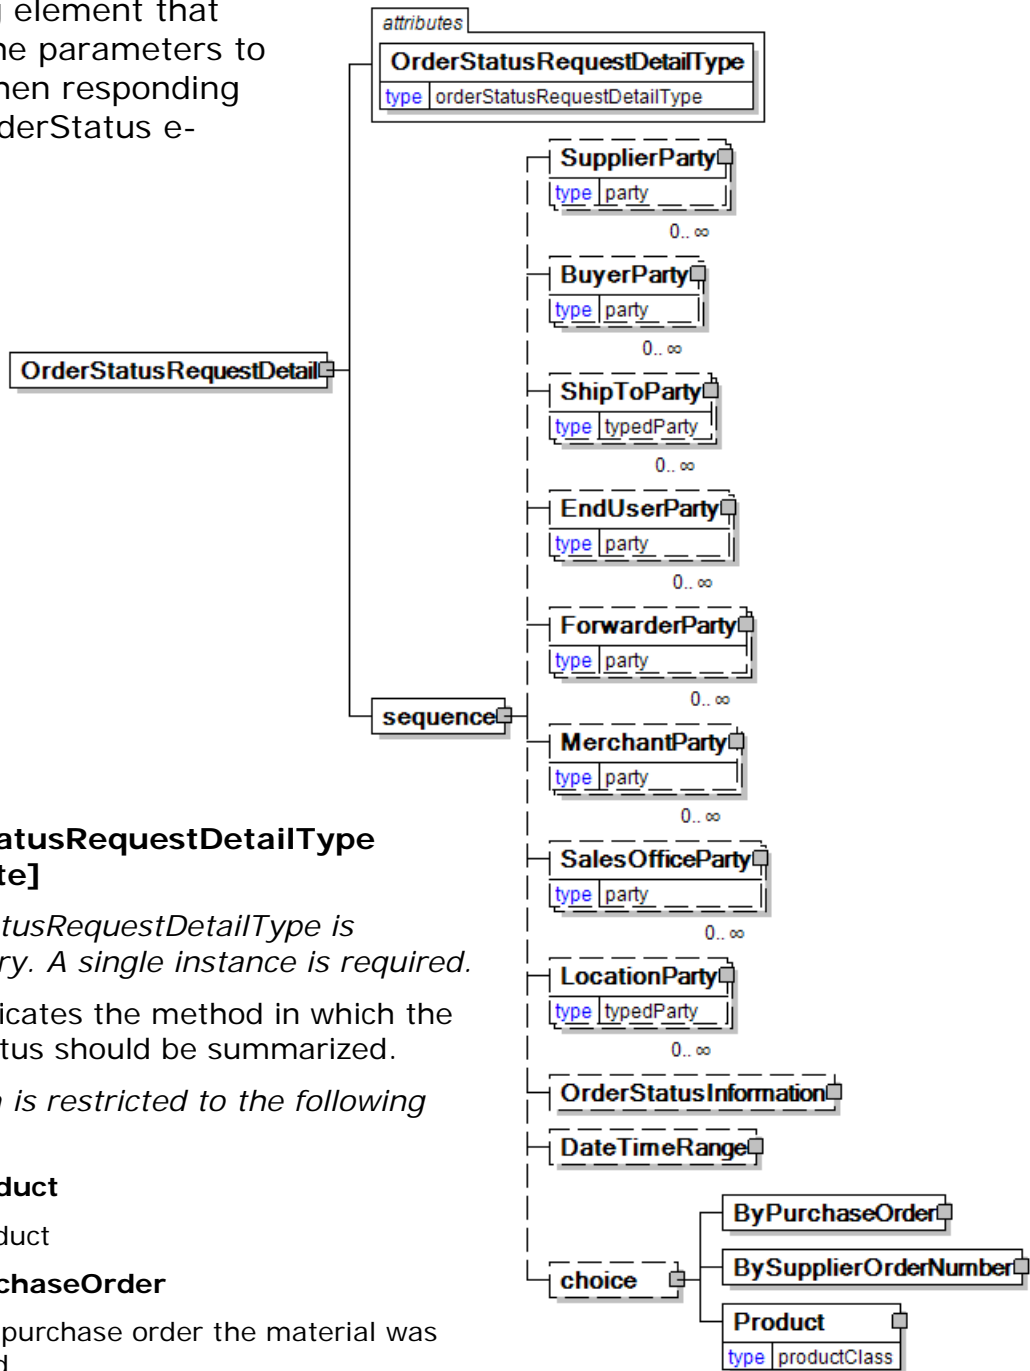 g element that
ne parameters to
hen responding
rderStatus e-
atusRequestDetailType
te]
tusRequestDetailType is
ry. A single instance is required.
icates the method in which the
tus should be summarized.
n is restricted to the following
duct
duct
chaseOrder
purchase order the material was
d
attributes
OrderStatusRequestDetailType
type orderStatusRequestDetailType
OrderStatusRequestDetail
sequence
SupplierParty
type party
0.. ∞
BuyerParty
type party
0.. ∞
ShipToParty
type typedParty
0.. ∞
EndUserParty
type party
0.. ∞
ForwarderParty
type party
0.. ∞
MerchantParty
type party
0.. ∞
SalesOfficeParty
type party
0.. ∞
LocationParty
type typedParty
0.. ∞
OrderStatusInformation
DateTimeRange
choice
ByPurchaseOrder
BySupplierOrderNumber
Product
type productClass